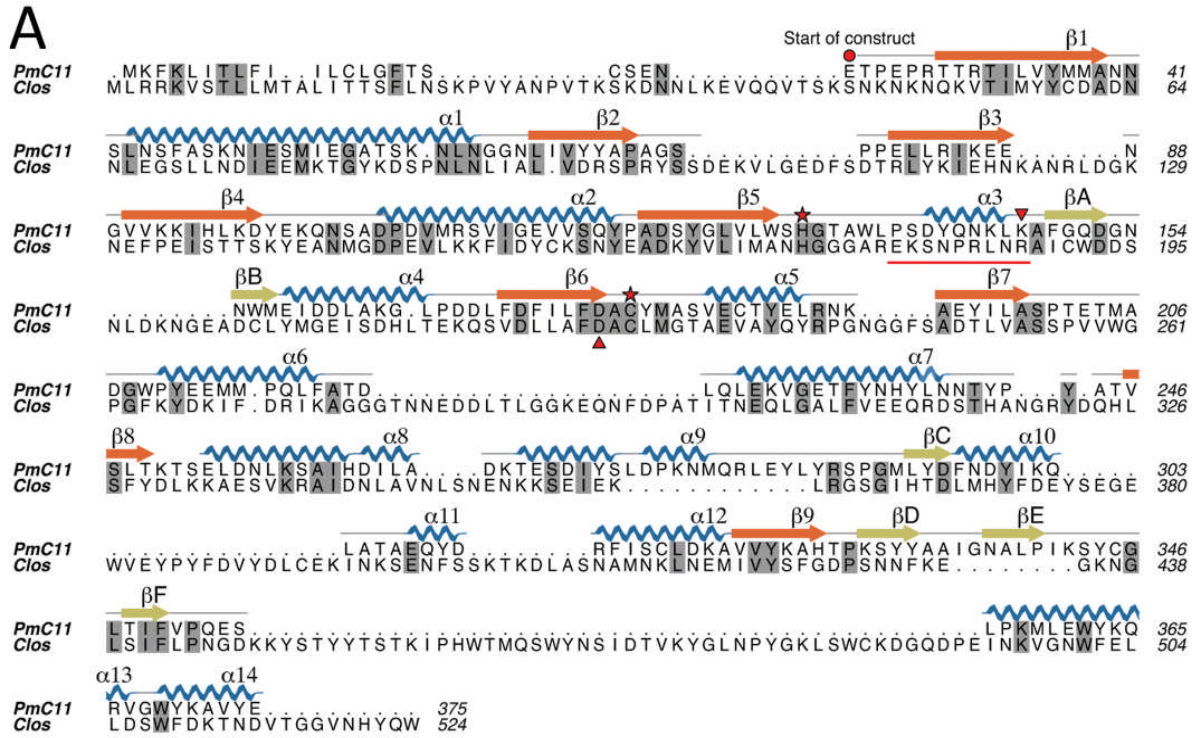 A
Start of construct β1
PmC11 .MKFKLITLFI..ILCLGFTS...........CSEN...........ETPEPRTTRTILVYMMANN 41
Clos MLRRKVSTLLMTALITTSFLNSKPVYANPVTKSKDNNLKEVQQVTSKSNKNKNQKVTIMYYCDADN 64
α1 β2 β3
PmC11 SLNSFASKNIESMIEGATSK.NLNGGNLIVYYAPAGS...........PPELLRIKEE.......N 88
Clos NLEGSLLNDIEEMKTGYKDSPNLNLIAL.VDRSPRYSSDEKVLGEDFSDTRLYKIEHNKANRLDGK 129
β4 α2 β5 α3 βA
PmC11 GVVKKIHLKDYEKQNSADPDVMRSVIGEVVSQYPADSYGLVLWSHGTAWLPSDYQNKLKAFGQDGN 154
Clos NEFPEISTTSKYEANMGDPEVLKKFIDYCKSNYEADKYVLIMANHGGGAREKSNPRLNRAICWDDS 195
βB α4 β6 α5 β7
PmC11 ........NWMEIDDLAKG.LPDDLFDFILFDACYMASVECTYELRNK.....AEYILASPTETMA 206
Clos NLDKNGEADCLYMGEISDHLTEKQSVDLLAFDACLMGTAEVAYQYRPGNGGFSADTLVASSPVVWG 261
α6 α7
PmC11 DGWPYEEMM.PQLFATD.....................LQLEKVGETFYNHYLNNTYP...Y.ATV 246
Clos PGFKYDKIF.DRIKAGGGTNNEDDLTLGGKEQNFDPATITNEQLGALFVEEQRDSTHANGRYDQHL 326
β8 α8 α9 βC α10
PmC11 SLTKTSELDNLKSAIHDILA....DKTESDIYSLDPKNMQRLEYLYRSPGMLYDFNDYIKQ..... 303
Clos SFYDLKKAESVKRAIDNLAVNLSNENKKSEIEK............LRGSGIHTDLMHYFDEYSEGE 380
α11 α12 β9 βD βE
PmC11 ...............LATAEQYD........RFISCLDKAVVYKAHTPKSYYAAIGNALPIKSYCG 346
Clos WVEYPYFDVYDLCEKINKSENFSSKTKDLASNAMNKLNEMIVYSFGDPSNNFKE........GKNG 438
βF
PmC11 LTIFVPQES...............................................LPKMLEWYKQ 365
Clos LSIFLPNGDKKYSTYYTSTKIPHWTMQSWYNSIDTVKYGLNPYGKLSWCKDGQDPEINKVGNWFEL 504
α13 α14
PmC11 RVGWYKAVYE.......... 375
Clos LDSWFDKTNDVTGGVNHYQW 524